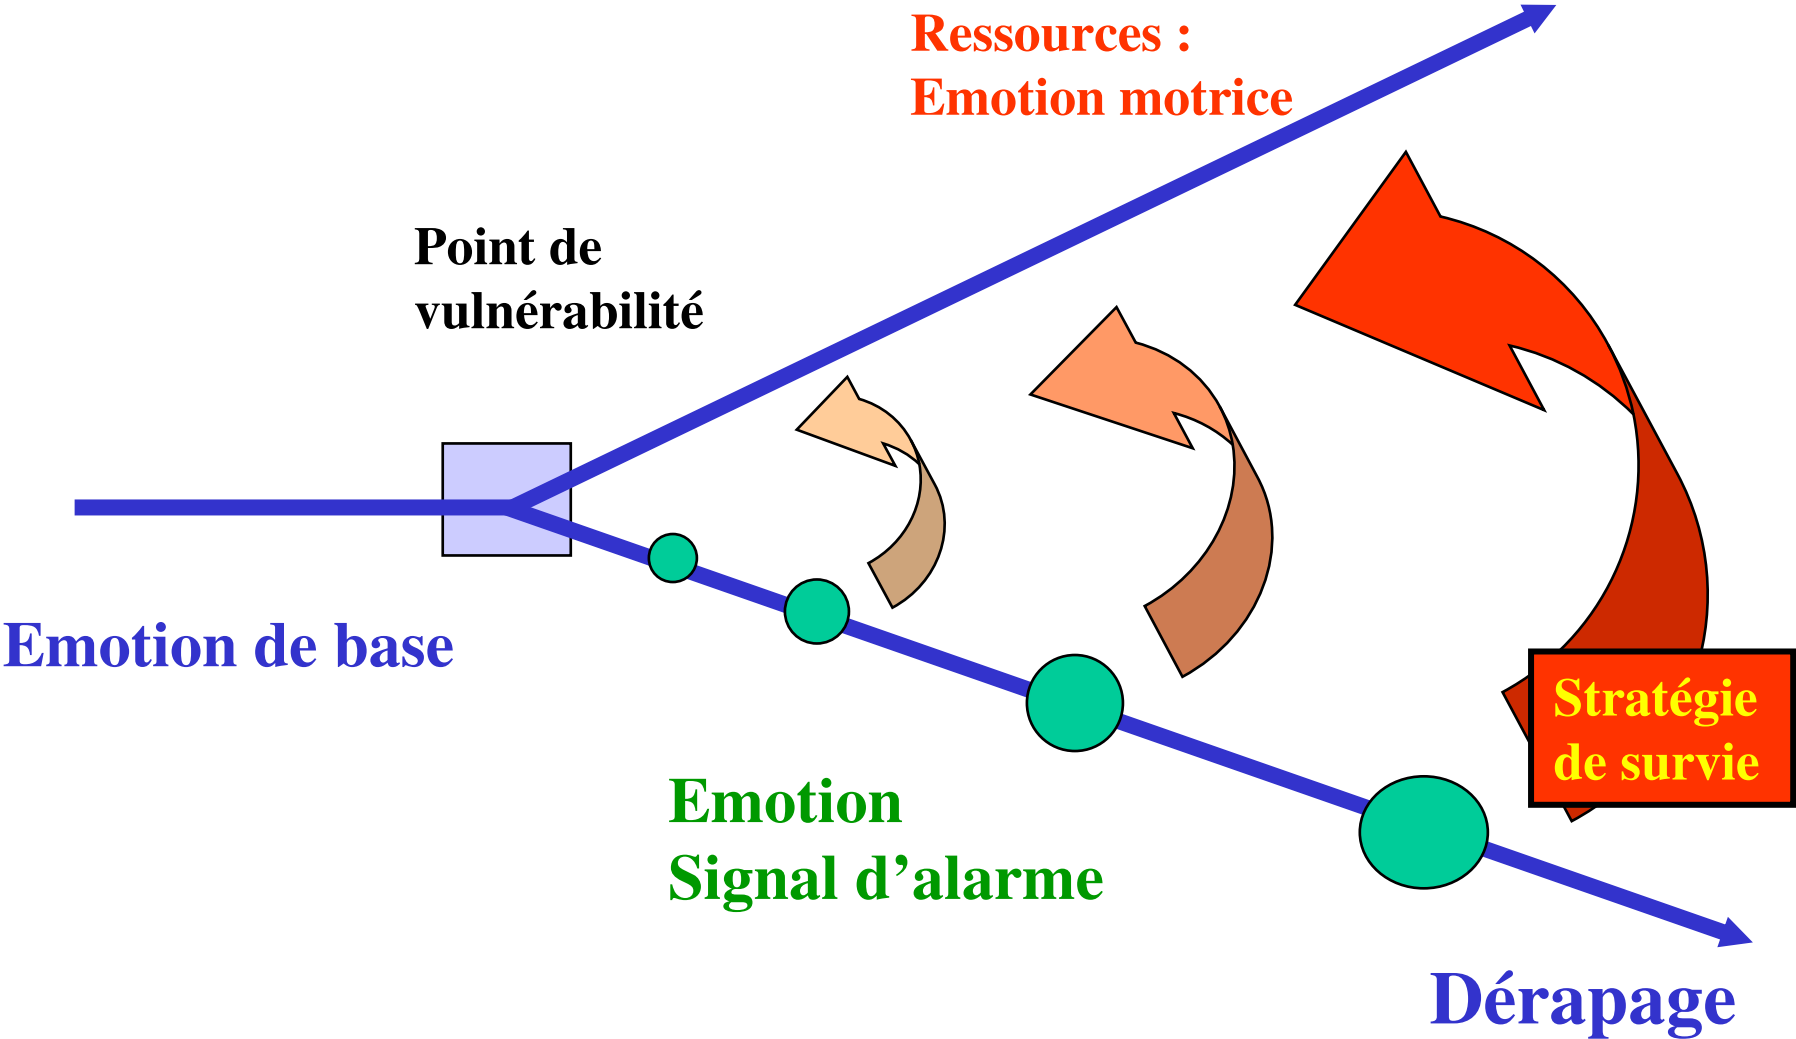 Ressources :
Emotion motrice
Point de
vulnérabilité
Emotion de base
Stratégie
de survie
Emotion
Signal d’alarme
Dérapage